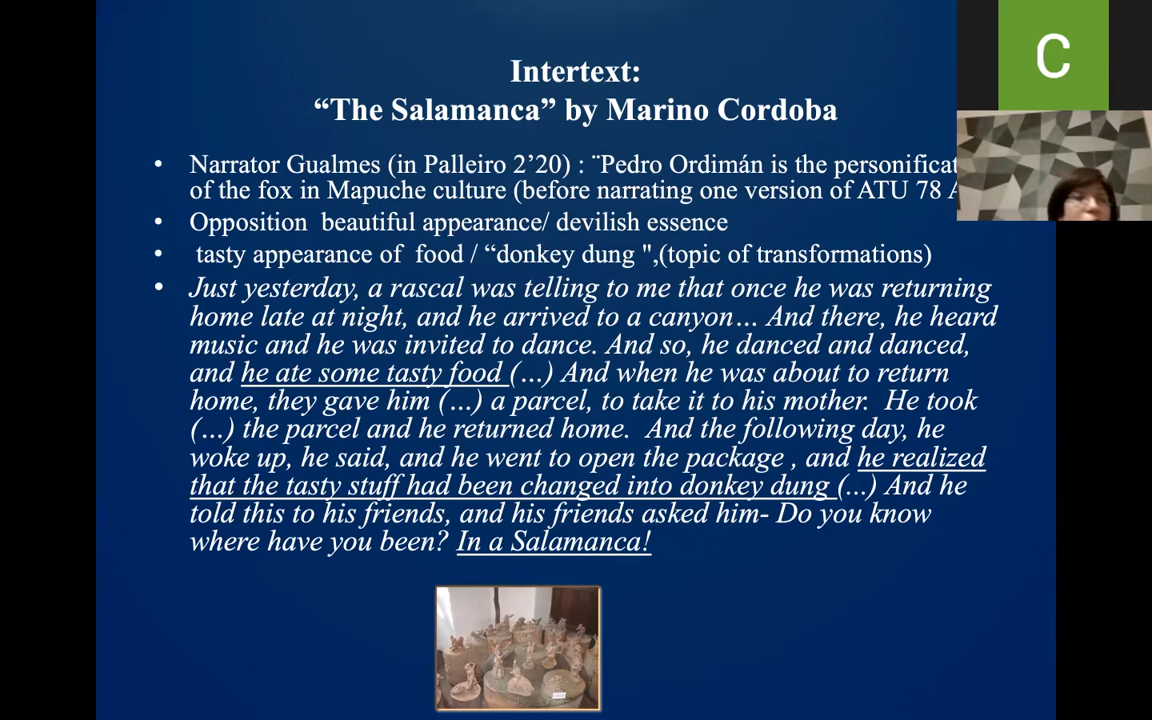 Intertext:
“The Salamanca” by Marino Cordoba
C
• Narrator Gualmes (in Palleiro 2’20) : ¨Pedro Ordimán is the personificat
of the fox in Mapuche culture (before narrating one version of ATU 78 A
• Opposition beautiful appearance/ devilish essence
• tasty appearance of food / “donkey dung ",(topic of transformations)
• Just yesterday, a rascal was telling to me that once he was returning
home late at night, and he arrived to a canyon… And there, he heard
music and he was invited to dance. And so, he danced and danced,
and he ate some tasty food (…) And when he was about to return
home, they gave him (…) a parcel, to take it to his mother. He took
(…) the parcel and he returned home. And the following day, he
woke up, he said, and he went to open the package , and he realized
that the tasty stuff had been changed into donkey dung (...) And he
told this to his friends, and his friends asked him- Do you know
where have you been? In a Salamanca!